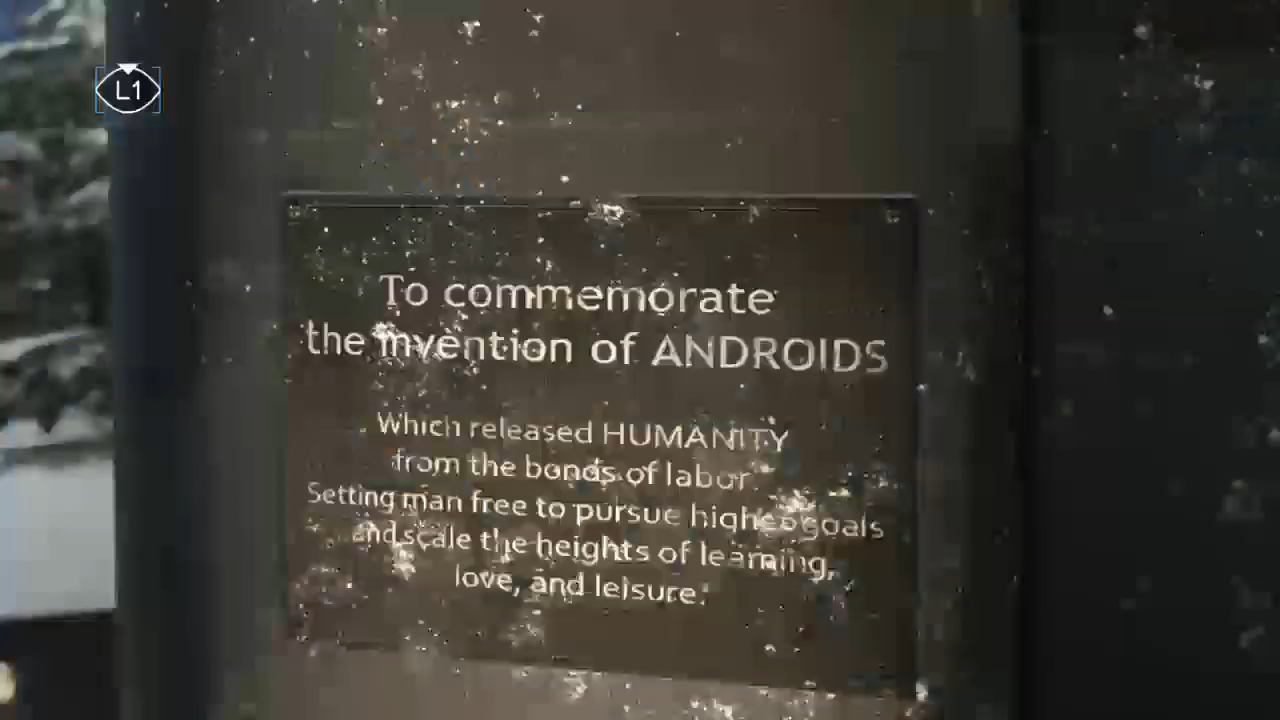 L1
To commemorate
the invention of ANDROIDS
Which released HUMANITY
from the bonds of labor.
Setting man free to pursue higher goals
and scale the heights of learning,
love, and leisure.